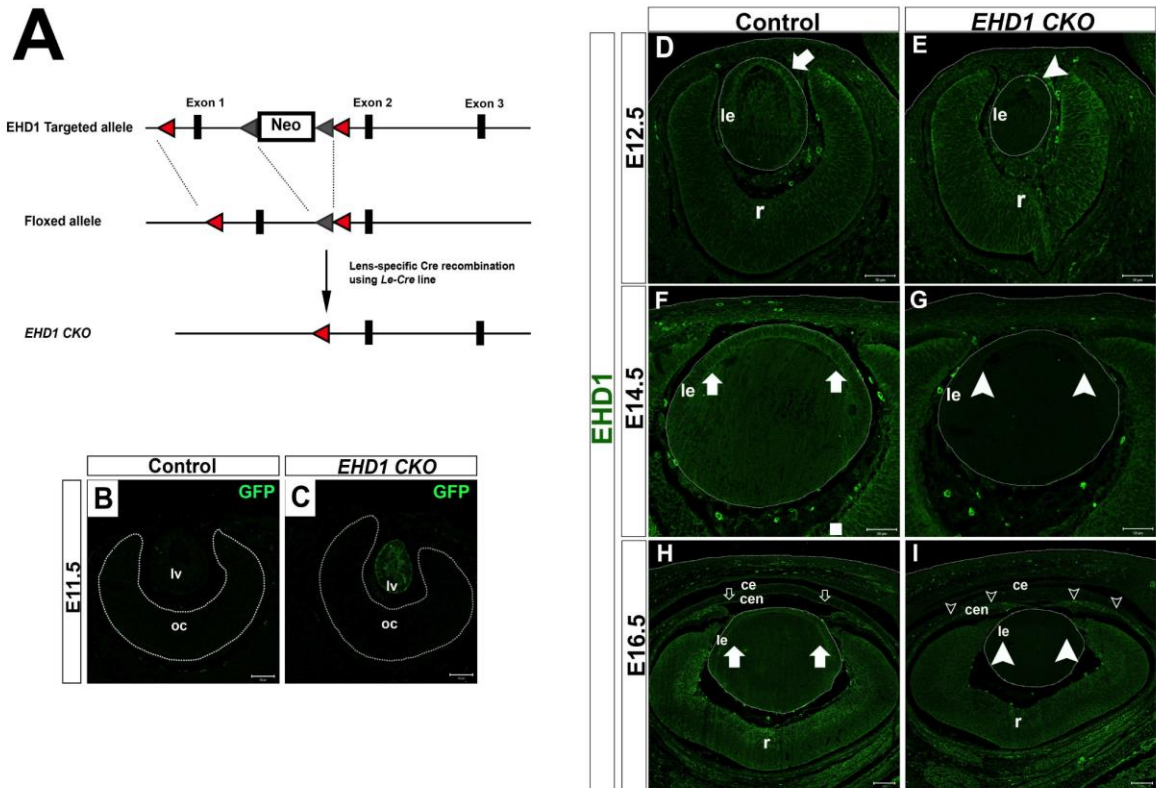 A
Exon 1
Exon 2
Exon 3
EHD1 Targeted allele
Neo
Floxed allele
Lens-specific Cre recombination
using Le-Cre line
EHD1 CKO
Control
EHD1 CKO
E11.5
B
GFP
lv
oc
C
GFP
lv
oc
Control
EHD1 CKO
EHD1
E12.5
D
le
r
E
le
r
E14.5
F
le
G
le
E16.5
H
ce
cen
le
r
I
ce
cen
le
r